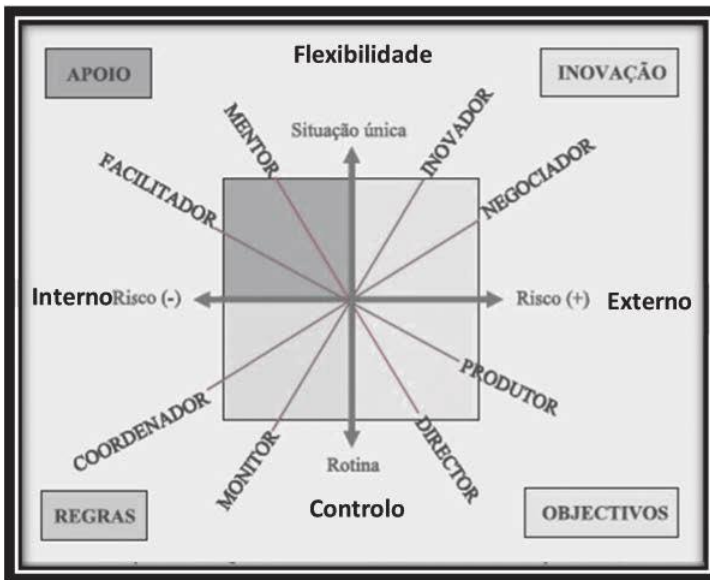 Flexibilidade
APOIO
INOVAÇÃO
MENTOR
Situação única
INOVADOR
FACILITADOR
NEGOCIADOR
Interno
Risco (-)
Risco (+)
Externo
COORDENADOR
MONITOR
Rotina
DIRECTOR
PRODUTOR
REGRAS
Controlo
OBJECTIVOS